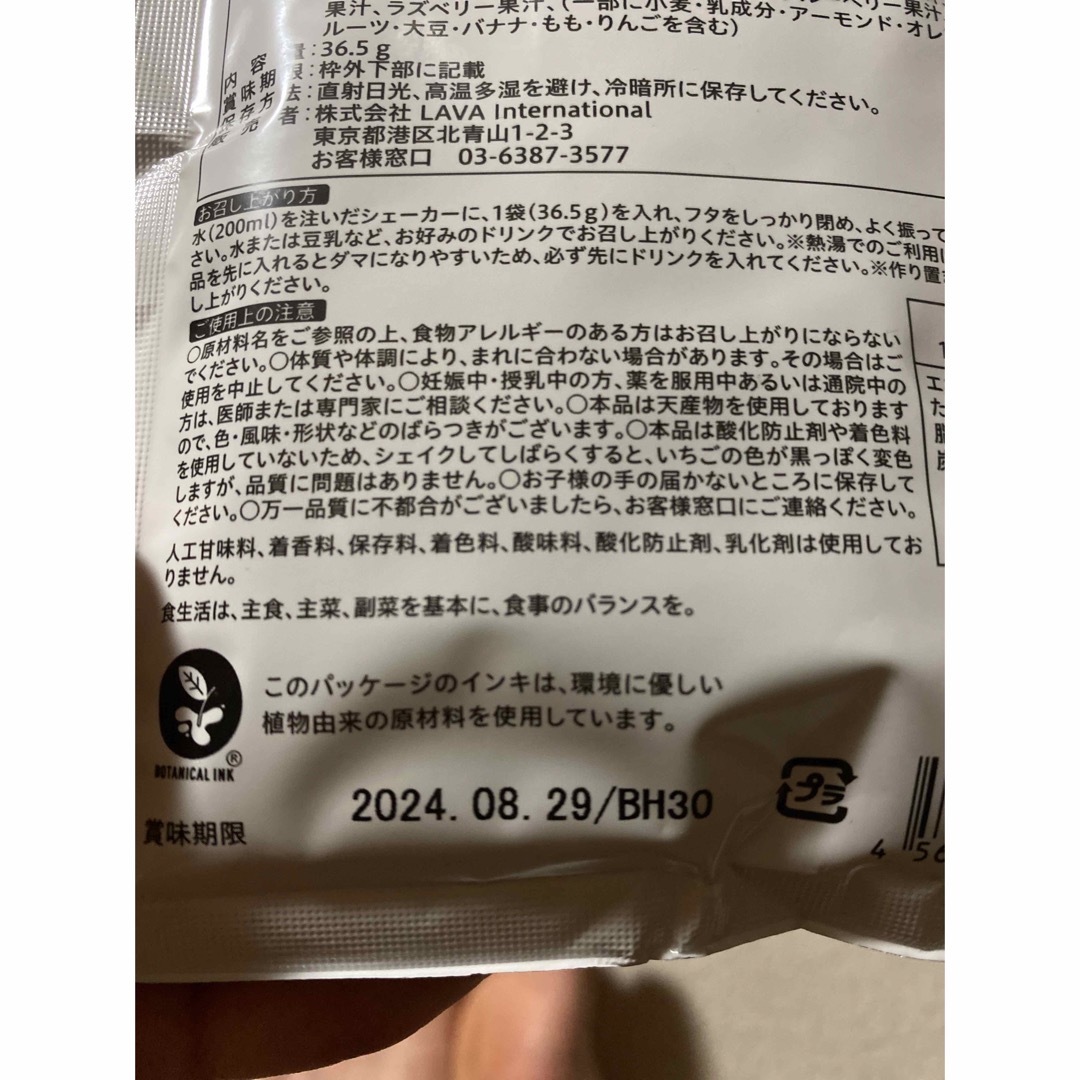 果汁、ラズベリー果汁、(一部に小麦・乳成分・アーモンド・オレ
ルーツ・大豆・バナナ・もも・りんごを含む)
内容量:36.5g
賞味期限:枠外下部に記載
保存方法:直射日光、高温多湿を避け、冷暗所に保存してください。
販売者:株式会社 LAVA International
東京都港区北青山1-2-3
お客様窓口 03-6387-3577
お召し上がり方
水(200ml)を注いだシェーカーに、1袋(36.5g)を入れ、フタをしっかり閉め、よく振って
さい。水または豆乳など、お好みのドリンクでお召し上がりください。※熱湯でのご利用に
品を先に入れるとダマになりやすいため、必ず先にドリンクを入れてください。※作り置き
し上がりください。
ご使用上の注意
○原材料名をご参照の上、食物アレルギーのある方はお召し上がりにならない
でください。○体質や体調により、まれに合わない場合があります。その場合はご
使用を中止してください。○妊娠中・授乳中の方、薬を服用中あるいは通院中の
方は、医師または専門家にご相談ください。○本品は天産物を使用しております
ので、色・風味・形状などのばらつきがございます。○本品は酸化防止剤や着色料
を使用していないため、シェイクしてしばらくすると、いちごの色が黒っぽく変色
しますが、品質に問題はありません。○お子様の手の届かないところに保存して
ください。○万一品質に不都合がございましたら、お客様窓口にご連絡ください。
人工甘味料、着香料、保存料、着色料、酸味料、酸化防止剤、乳化剤は使用してお
りません。
食生活は、主食、主菜、副菜を基本に、食事のバランスを。
このパッケージのインキは、環境に優しい
植物由来の原材料を使用しています。
BOTANICAL INK®
プラ
2024.08.29/BH30
賞味期限
4 56